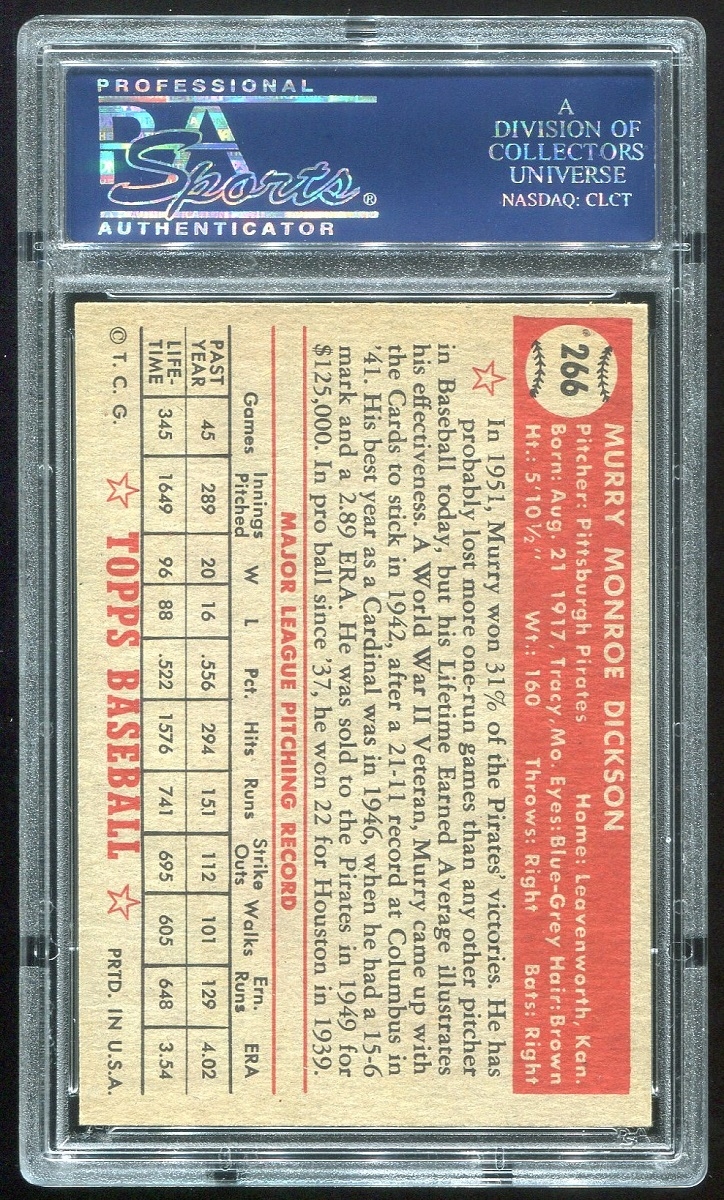 PROFESSIONAL
PSA
Sports®
AUTHENTICATOR
A
DIVISION OF
COLLECTORS
UNIVERSE
NASDAQ: CLCT
266
MURRY MONROE DICKSON
Pitcher: Pittsburgh Pirates Home: Leavenworth, Kan.
Born: Aug. 21 1917, Tracy, Mo. Eyes: Blue-Grey Hair: Brown
Ht.: 5'10½" Wt.: 160 Throws: Right Bats: Right
In 1951, Murry won 31% of the Pirates' victories. He has
probably lost more one-run games than any other pitcher
in Baseball today, but his Lifetime Earned Average illustrates
his effectiveness. A World War II Veteran, Murry came up with
the Cards to stick in 1942, after a 21-11 record at Columbus in
'41. His best year as a Cardinal was in 1946, when he had a 15-6
mark and a 2.89 ERA. He was sold to the Pirates in 1949 for
$125,000. In pro ball since '37, he won 22 for Houston in 1939.
MAJOR LEAGUE PITCHING RECORD
Games Innings Pitched W L Pct. Hits Runs Strike Outs Walks Ern. Runs ERA
PAST YEAR 45 289 20 16 .556 294 151 112 101 129 4.02
LIFE-TIME 345 1649 96 88 .522 1576 741 695 605 648 3.54
© T. C. G. TOPPS BASEBALL PRTD. IN U.S.A.